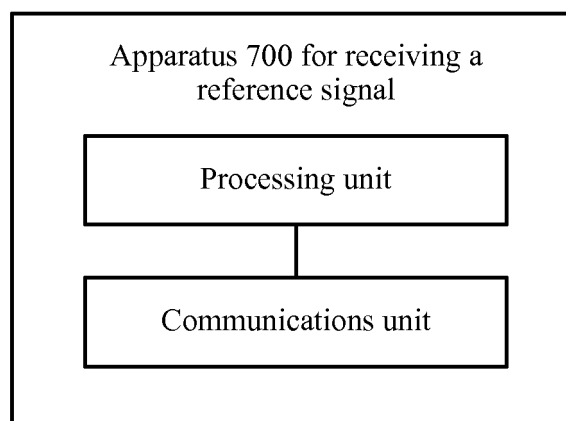 Apparatus 700 for receiving a
reference signal
Processing unit
Communications unit